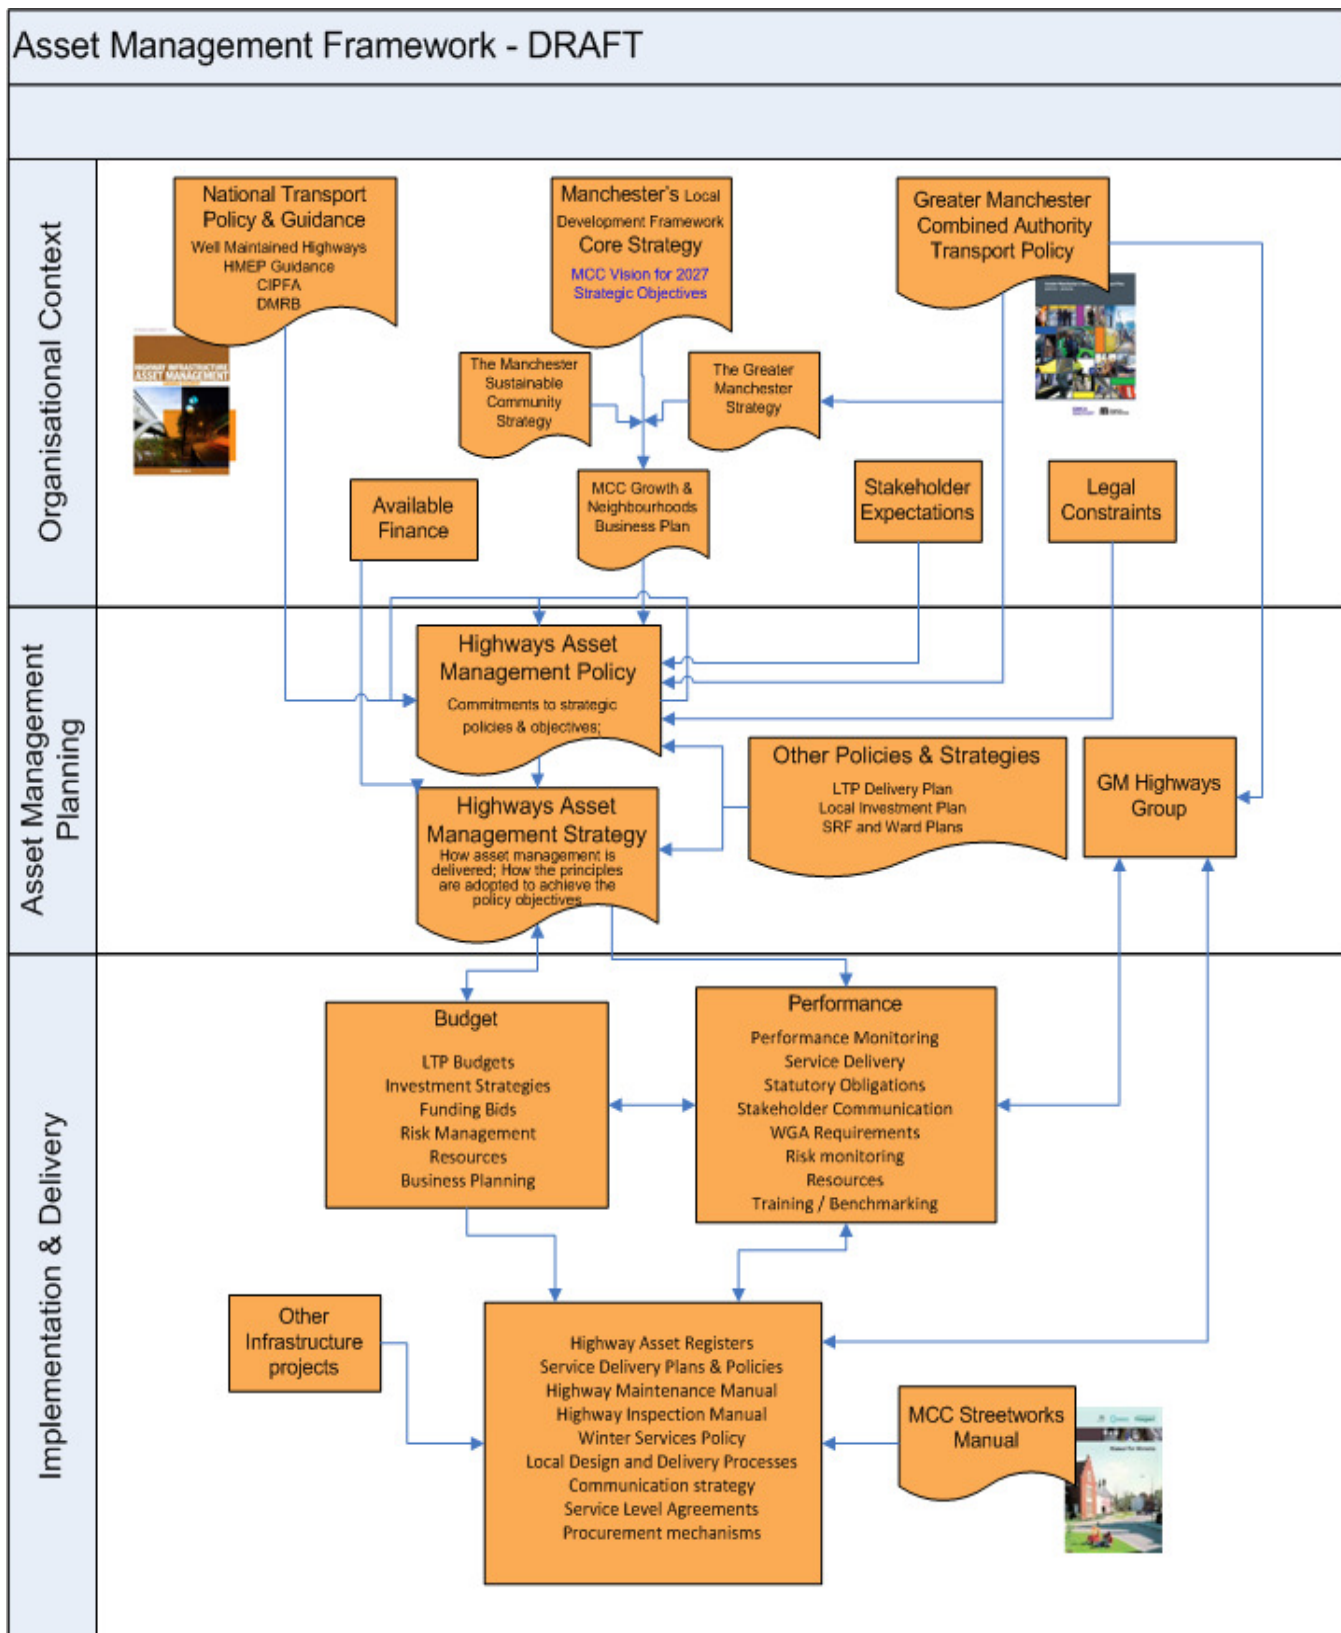 Asset Management Framework - DRAFT
Organisational Context
National Transport
Policy & Guidance
Well Maintained Highways
HMEP Guidance
CIPFA
DMRB
Manchester's Local
Development Framework
Core Strategy
MCC Vision for 2027
Strategic Objectives
Greater Manchester
Combined Authority
Transport Policy
HIGHWAY INFRASTRUCTURE
ASSET MANAGEMENT
The Manchester
Sustainable
Community
Strategy
The Greater
Manchester
Strategy
Available
Finance
MCC Growth &
Neighbourhoods
Business Plan
Stakeholder
Expectations
Legal
Constraints
Asset Management
Planning
Highways Asset
Management Policy
Commitments to strategic
policies & objectives;
Highways Asset
Management Strategy
How asset management is
delivered; How the principles
are adopted to achieve the
policy objectives
Other Policies & Strategies
LTP Delivery Plan
Local Investment Plan
SRF and Ward Plans
GM Highways
Group
Implementation & Delivery
Budget
LTP Budgets
Investment Strategies
Funding Bids
Risk Management
Resources
Business Planning
Performance
Performance Monitoring
Service Delivery
Statutory Obligations
Stakeholder Communication
WGA Requirements
Risk monitoring
Resources
Training / Benchmarking
Other
Infrastructure
projects
Highway Asset Registers
Service Delivery Plans & Policies
Highway Maintenance Manual
Highway Inspection Manual
Winter Services Policy
Local Design and Delivery Processes
Communication strategy
Service Level Agreements
Procurement mechanisms
MCC Streetworks
Manual